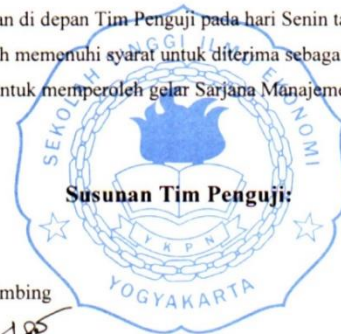 an di depan Tim Penguji pada hari Senin ta
h memenuhi syarat untuk diterima sebaga
ntuk memperoleh gelar Sarjana Manajeme
SEKOLAH TINGGI ILMU EKONOMI
Susunan Tim Penguji:
YKPN
YOGYAKARTA
mbing